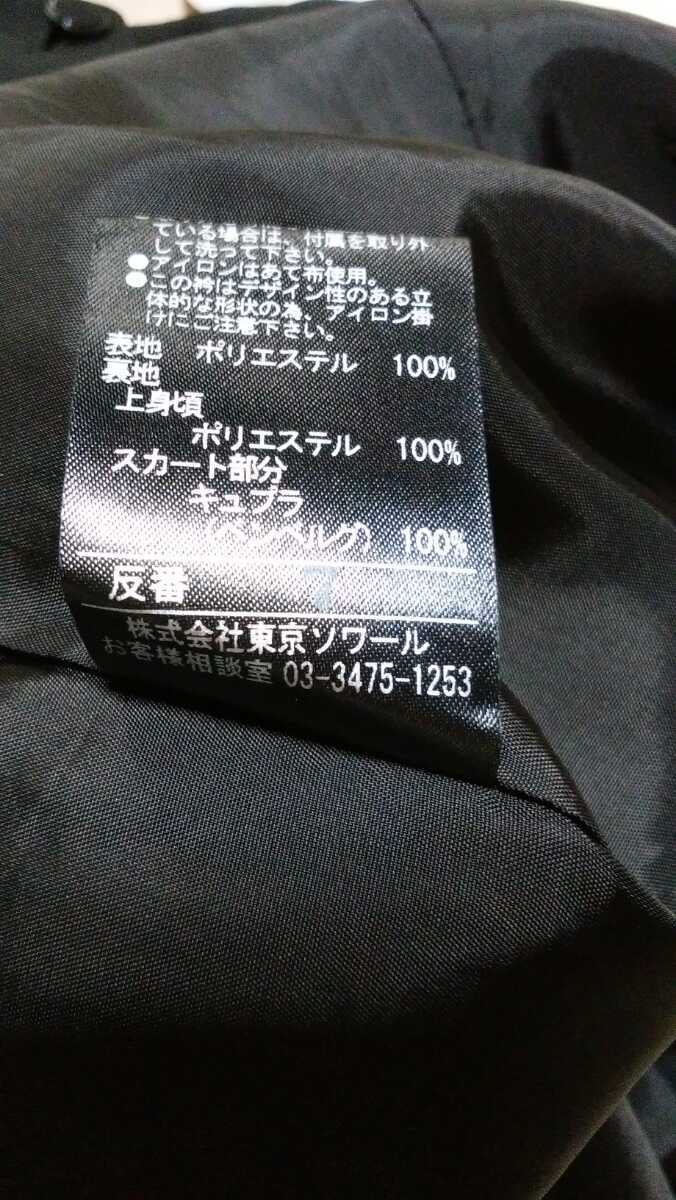 ている場合は、付属を取り外
して洗って下さい。
●アイロンはあて布使用。
●この衿はデザイン性のある立
体的な形状の為、アイロン掛
けにご注意下さい。
表地 ポリエステル 100%
裏地
上身頃
ポリエステル 100%
スカート部分
キュプラ
(ベンベルグ) 100%
反番 7
株式会社東京ソワール
お客様相談室 03-3475-1253